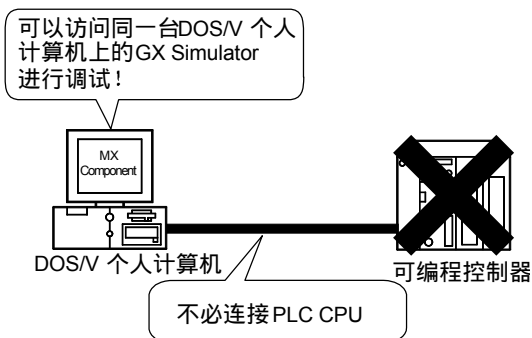 可以访问同一台DOS/V 个人
计算机上的GX Simulator
进行调试！
MX
Component
DOS/V 个人计算机
可编程控制器
不必连接PLC CPU